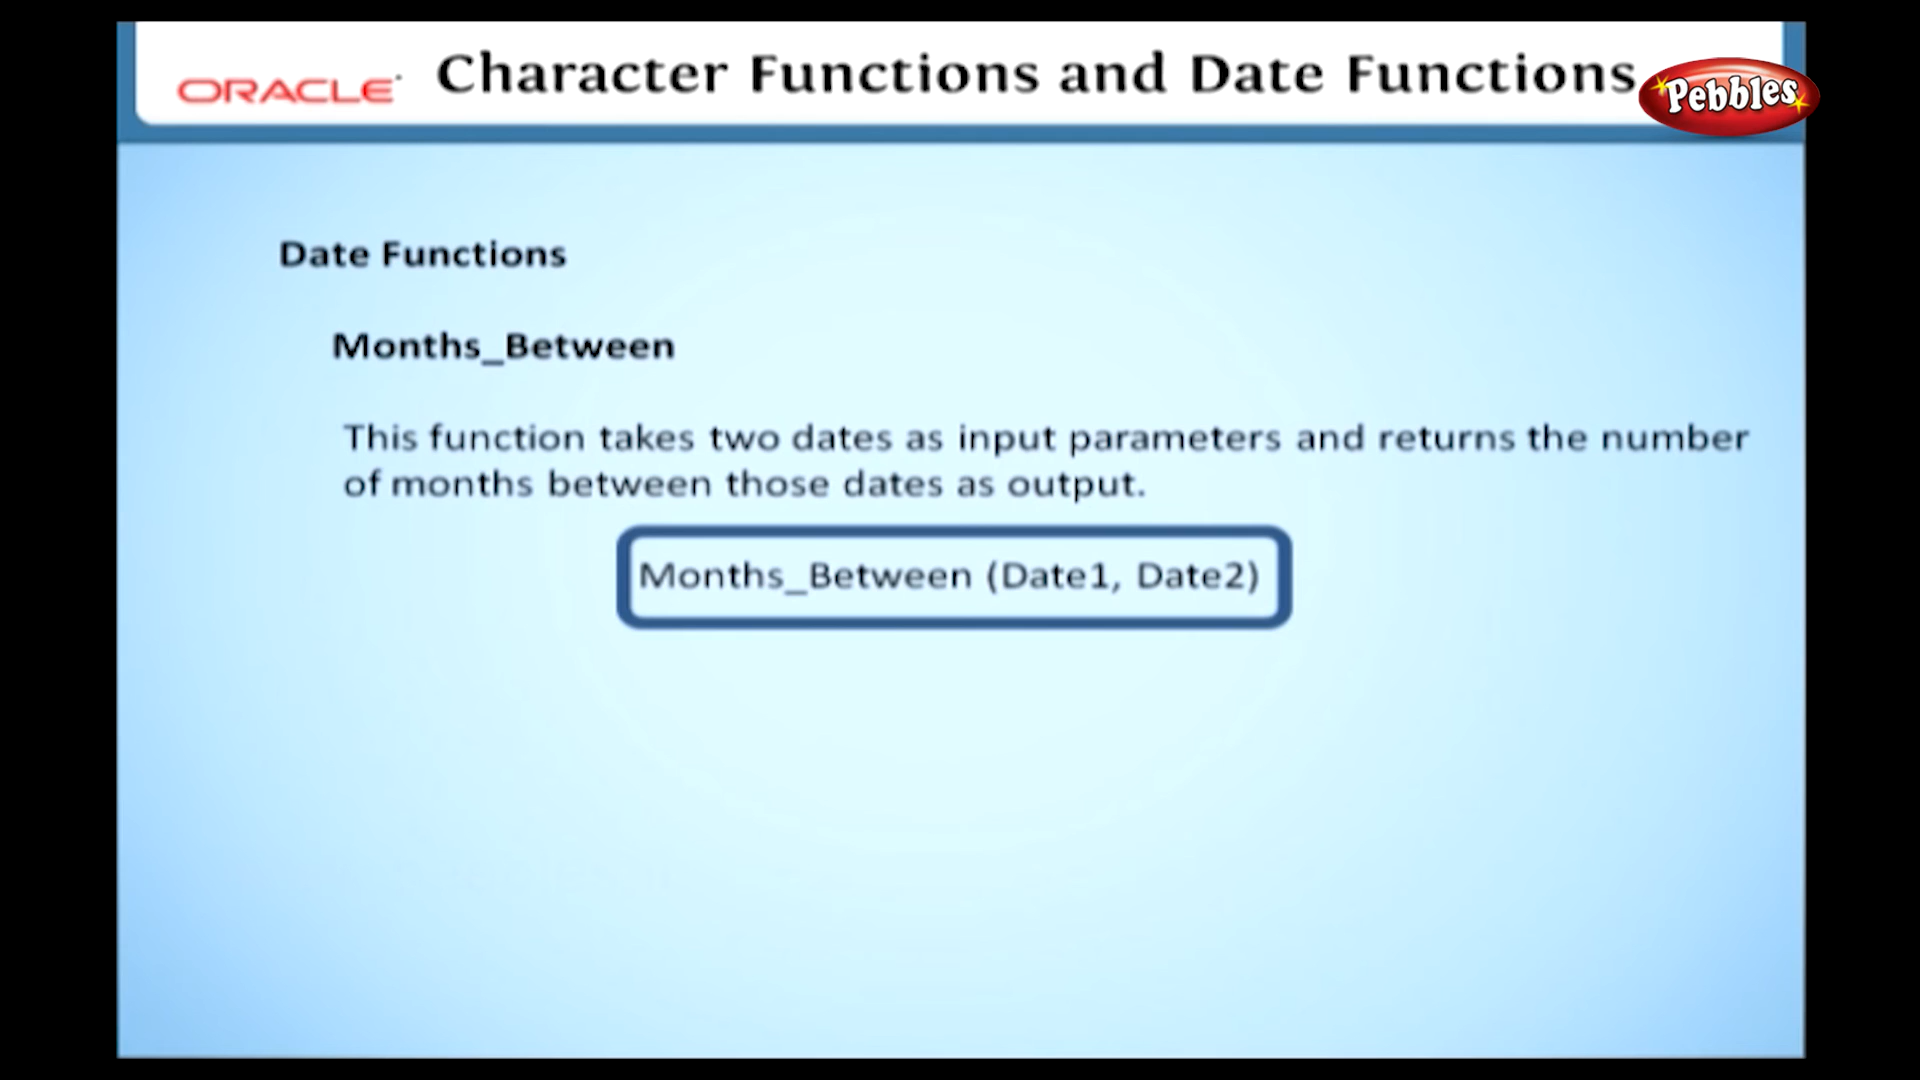 ORACLE
Character Functions and Date Functions
Pebbles
Date Functions
Months_Between
This function takes two dates as input parameters and returns the number
of months between those dates as output.
Months_Between (Date1, Date2)